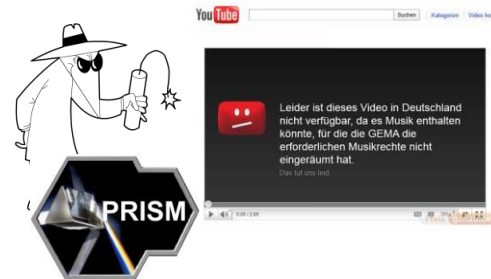 YouTube
Suchen
Kategorien
Leider ist dieses Video in Deutschland
nicht verfügbar, da es Musik enthalten
könnte, für die die GEMA die
erforderlichen Musikrechte nicht
eingeräumt hat.
Das tut uns leid.
PRISM